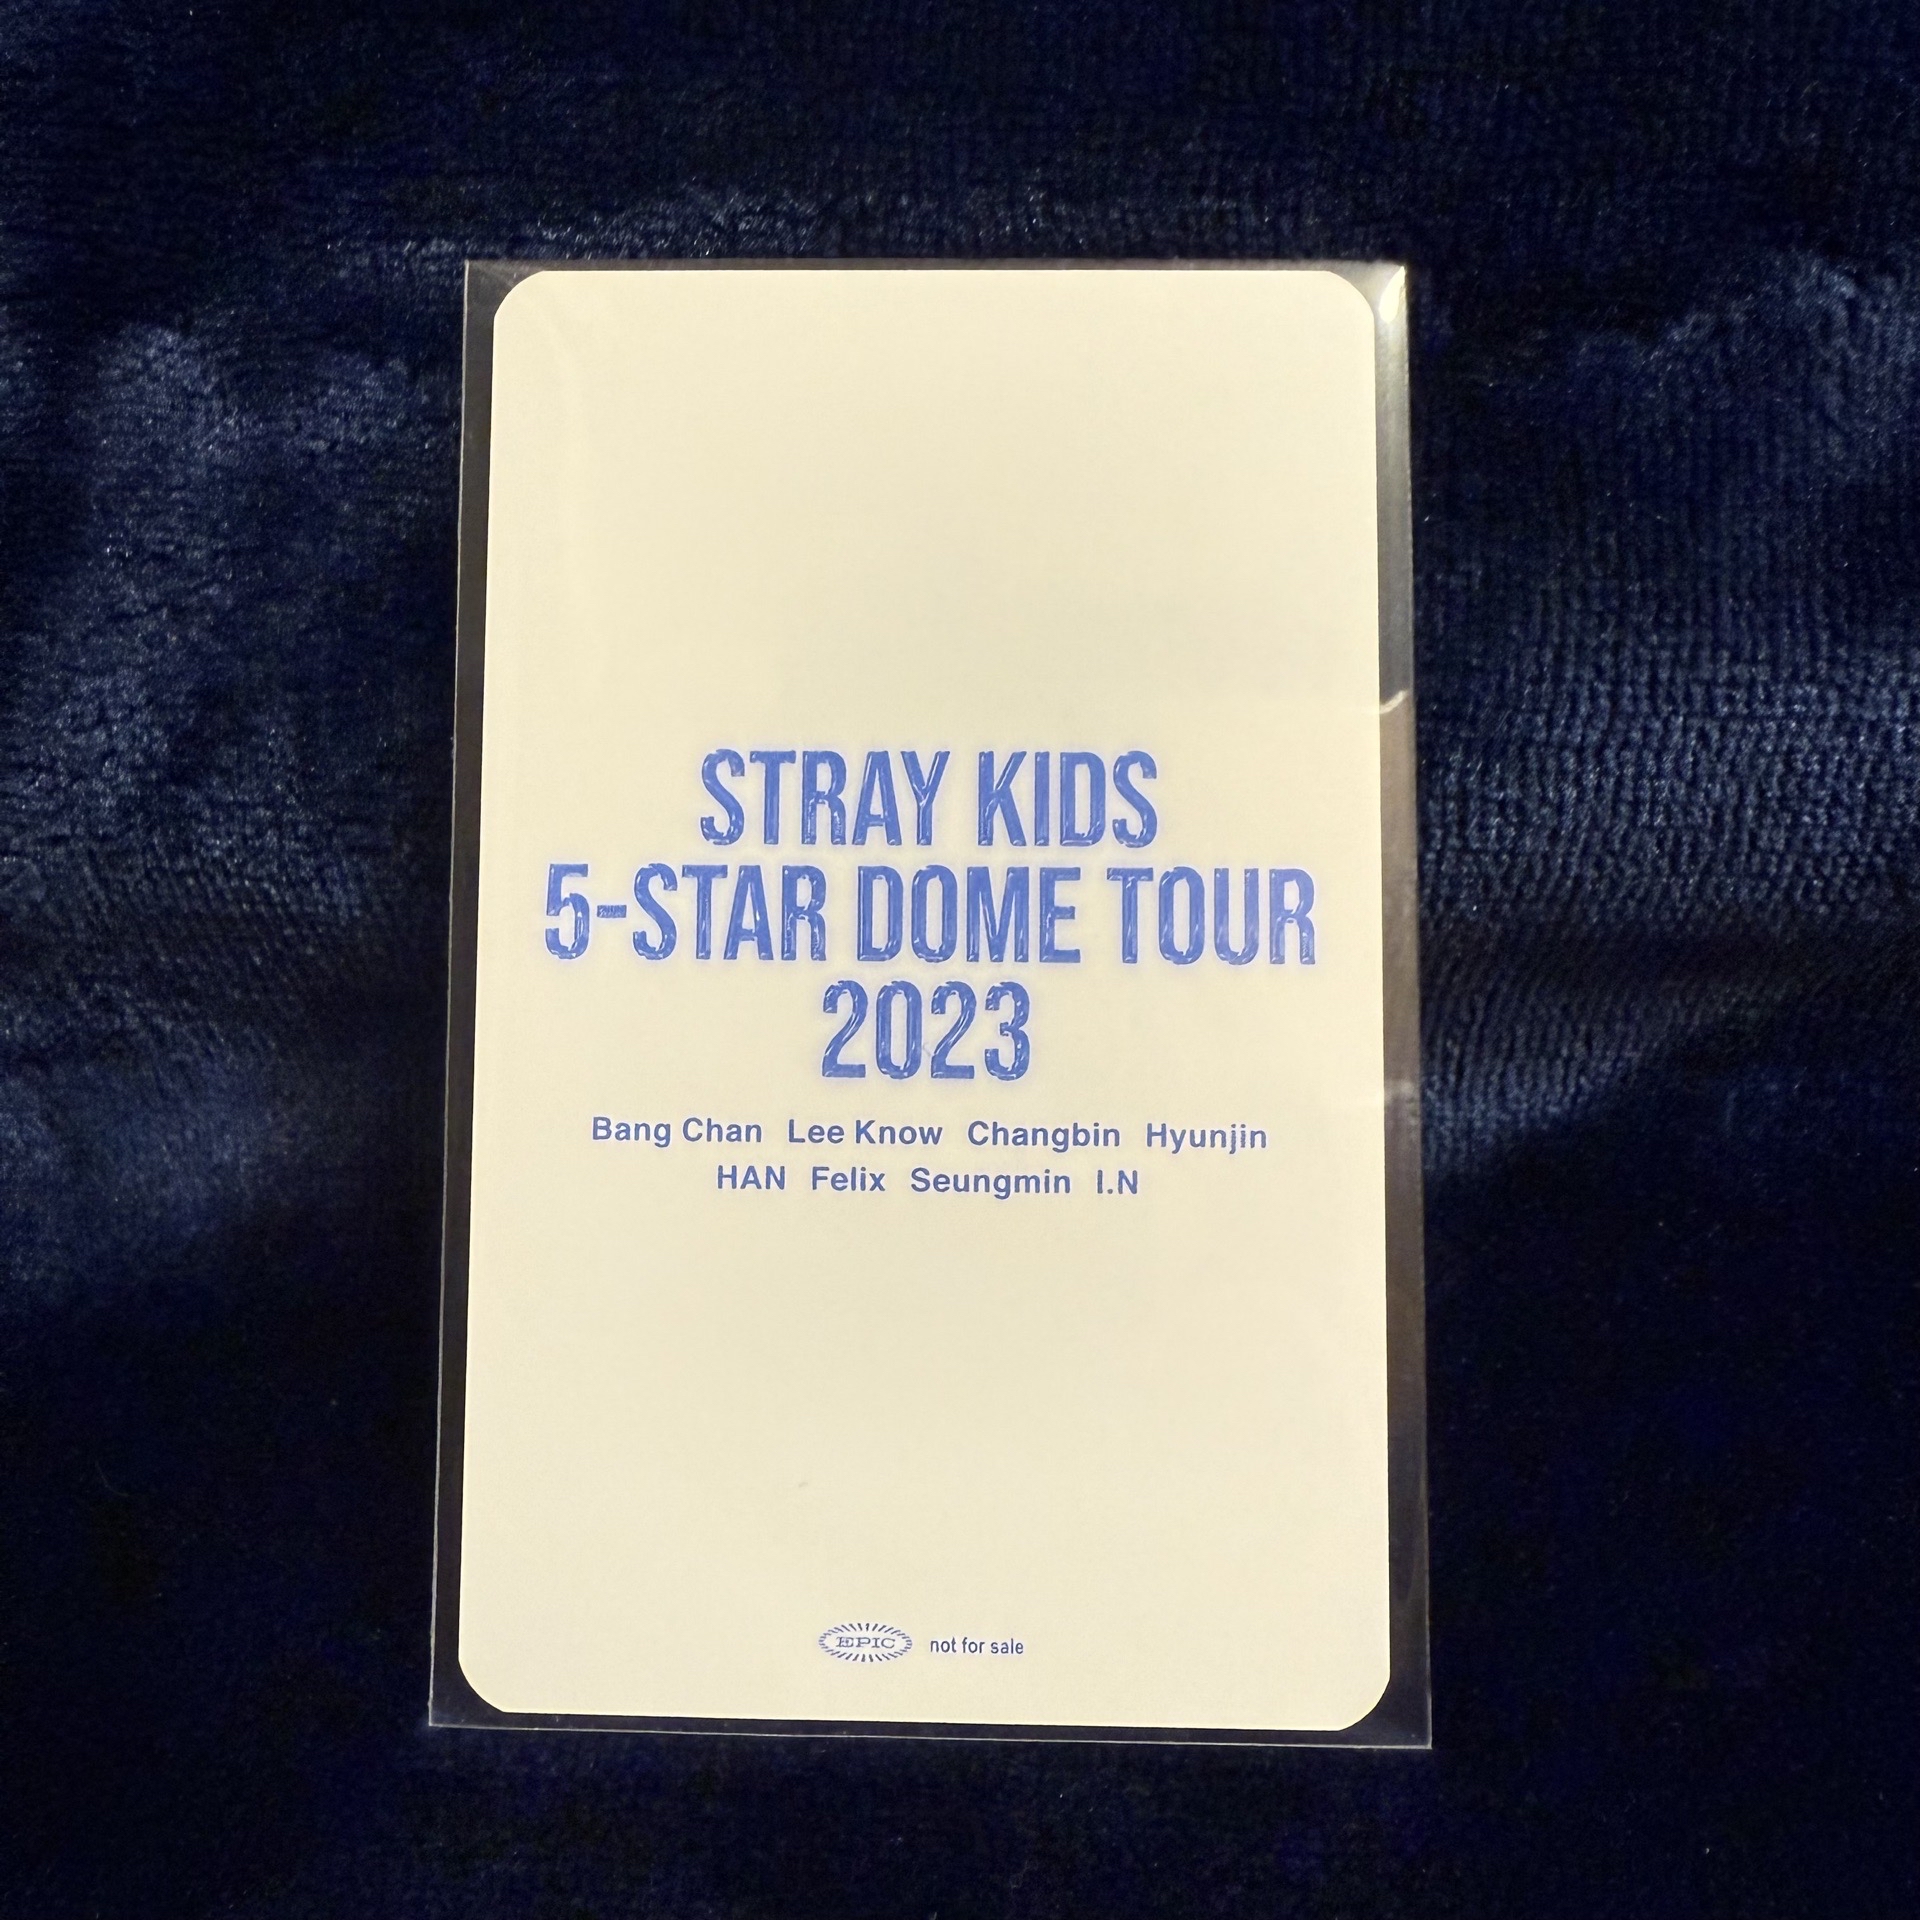 STRAY KIDS
5-STAR DOME TOUR
2023
Bang Chan Lee Know Changbin Hyunjin
HAN Felix Seungmin I.N
EPIC not for sale